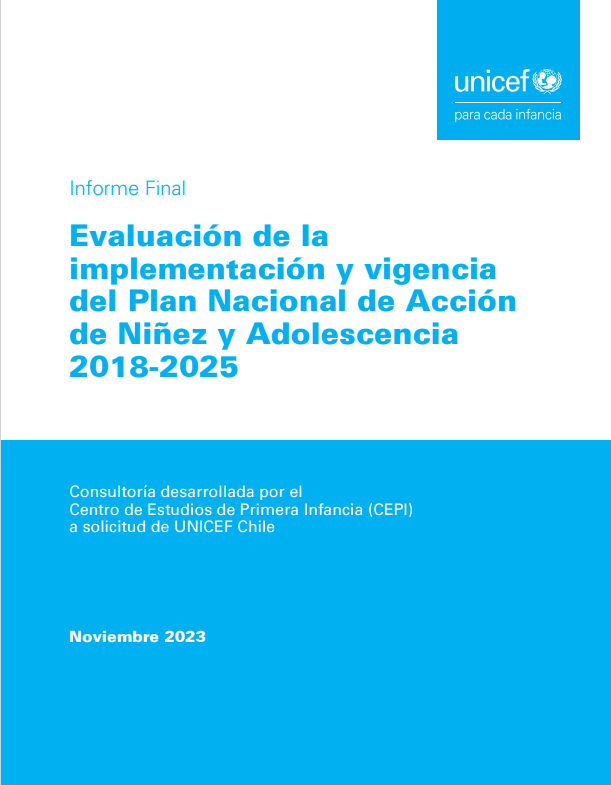 unicef
para cada infancia
Informe Final
Evaluación de la
implementación y vigencia
del Plan Nacional de Acción
de Niñez y Adolescencia
2018-2025
Consultoría desarrollada por el
Centro de Estudios de Primera Infancia (CEPI)
a solicitud de UNICEF Chile
Noviembre 2023